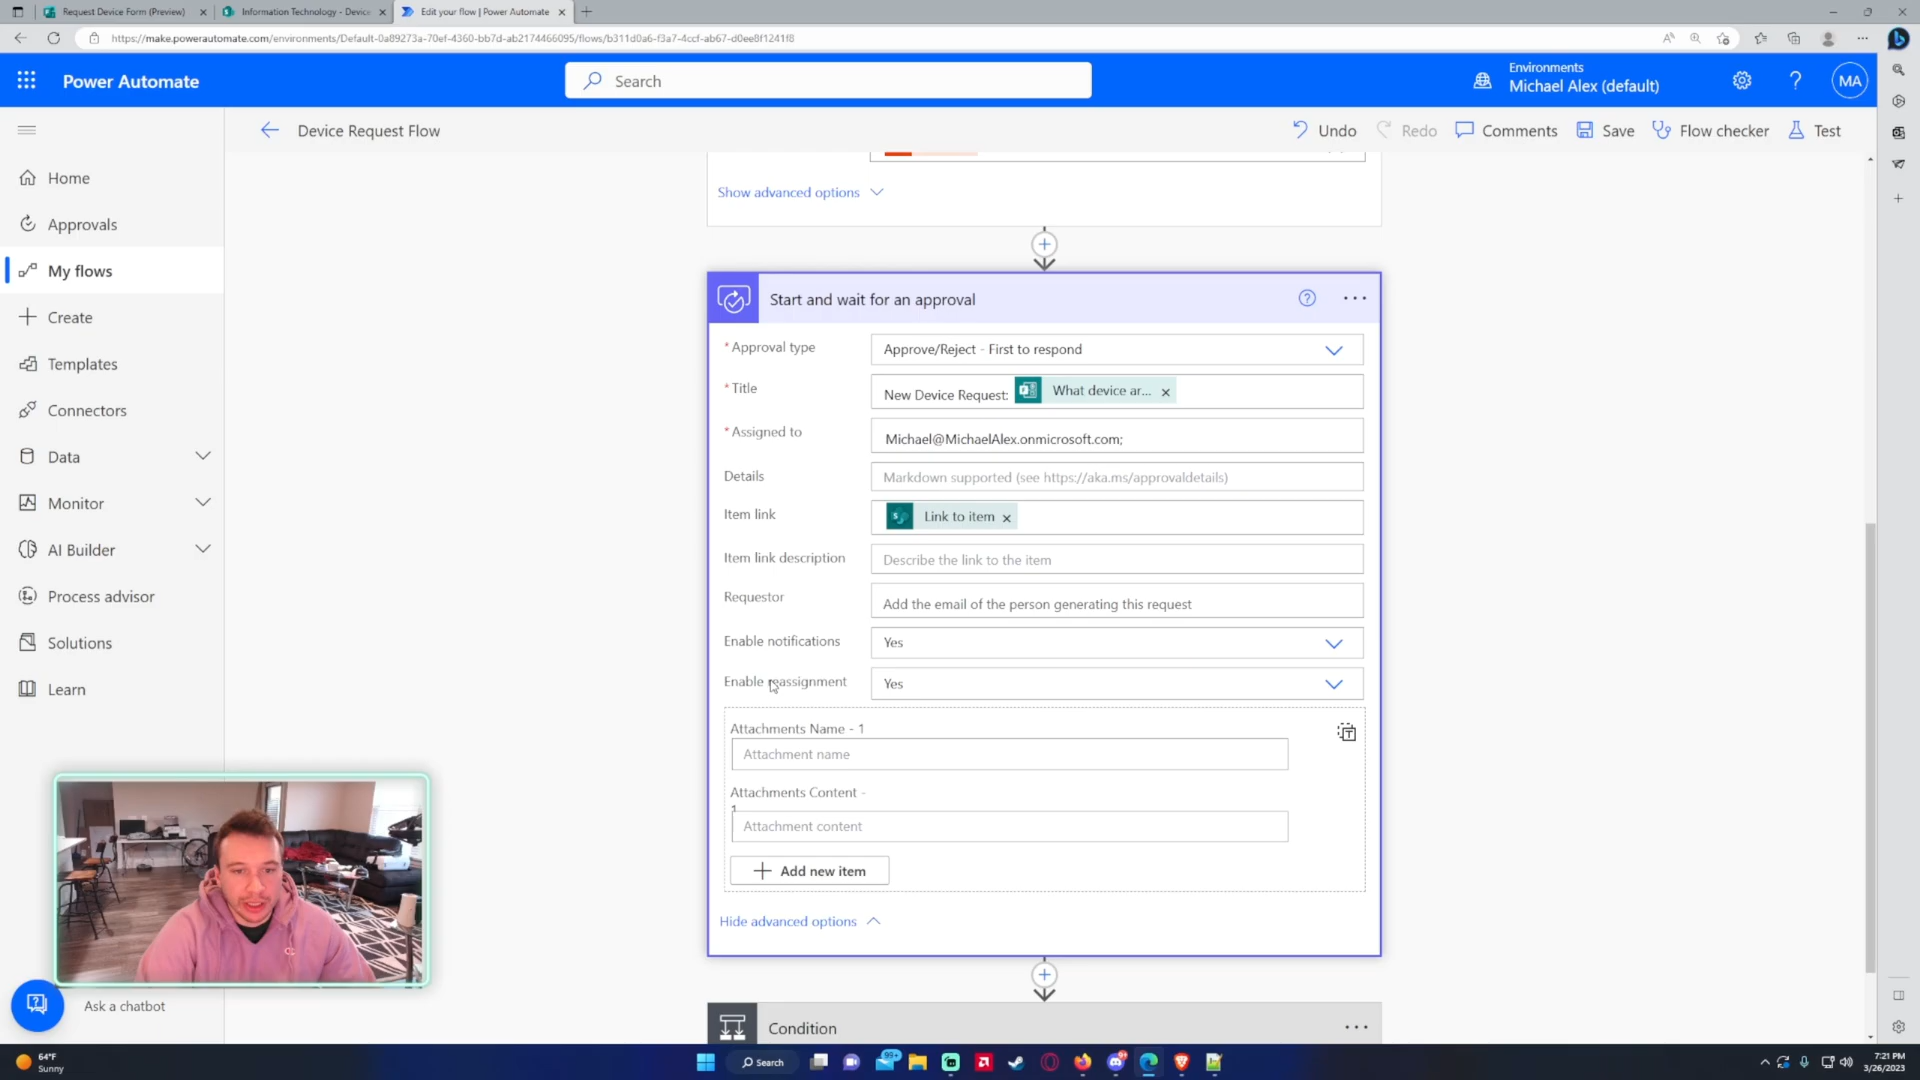 Request Device Form (Preview)
Information Technology - Device
Edit your flow | Power Automate
https://make.powerautomate.com/environments/Default-0a89273a-70ef-4360-bb7d-ab2174466095/flows/b311d0a6-f3a7-4ccf-ab67-d0ee8f1241f8
Power Automate
Search
Environments
Michael Alex (default)
?
MA
Device Request Flow
Undo
Redo
Comments
Save
Flow checker
Test
Home
Approvals
My flows
Create
Templates
Connectors
Data
Monitor
AI Builder
Process advisor
Solutions
Learn
Ask a chatbot
Show advanced options
Start and wait for an approval
?
* Approval type
Approve/Reject - First to respond
* Title
New Device Request: What device ar... ×
* Assigned to
Michael@MichaelAlex.onmicrosoft.com;
Details
Markdown supported (see https://aka.ms/approvaldetails)
Item link
Link to item ×
Item link description
Describe the link to the item
Requestor
Add the email of the person generating this request
Enable notifications
Yes
Enable reassignment
Yes
Attachments Name - 1
Attachment name
Attachments Content -
1
Attachment content
Add new item
Hide advanced options
Condition
64°F
Sunny
Search
99+
7:21 PM
3/26/2023